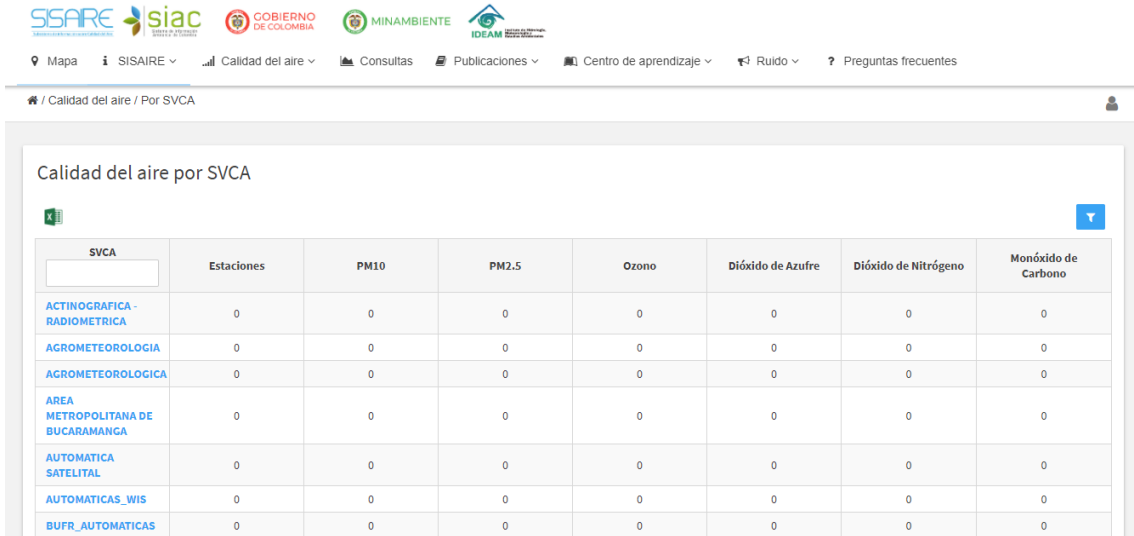 SISAIRE siac GOBIERNO DE COLOMBIA MINAMBIENTE IDEAM
Mapa SISAIRE Calidad del aire Consultas Publicaciones Centro de aprendizaje Ruido ? Preguntas frecuentes
/ Calidad del aire / Por SVCA
Calidad del aire por SVCA
SVCA Estaciones PM10 PM2.5 Ozono Dióxido de Azufre Dióxido de Nitrógeno Monóxido de Carbono
ACTINOGRAFICA - RADIOMETRICA 0 0 0 0 0 0 0
AGROMETEOROLOGIA 0 0 0 0 0 0 0
AGROMETEOROLOGICA 0 0 0 0 0 0 0
AREA METROPOLITANA DE BUCARAMANGA 0 0 0 0 0 0 0
AUTOMATICA SATELITAL 0 0 0 0 0 0 0
AUTOMATICAS_WIS 0 0 0 0 0 0 0
BUFR_AUTOMATICAS 0 0 0 0 0 0 0